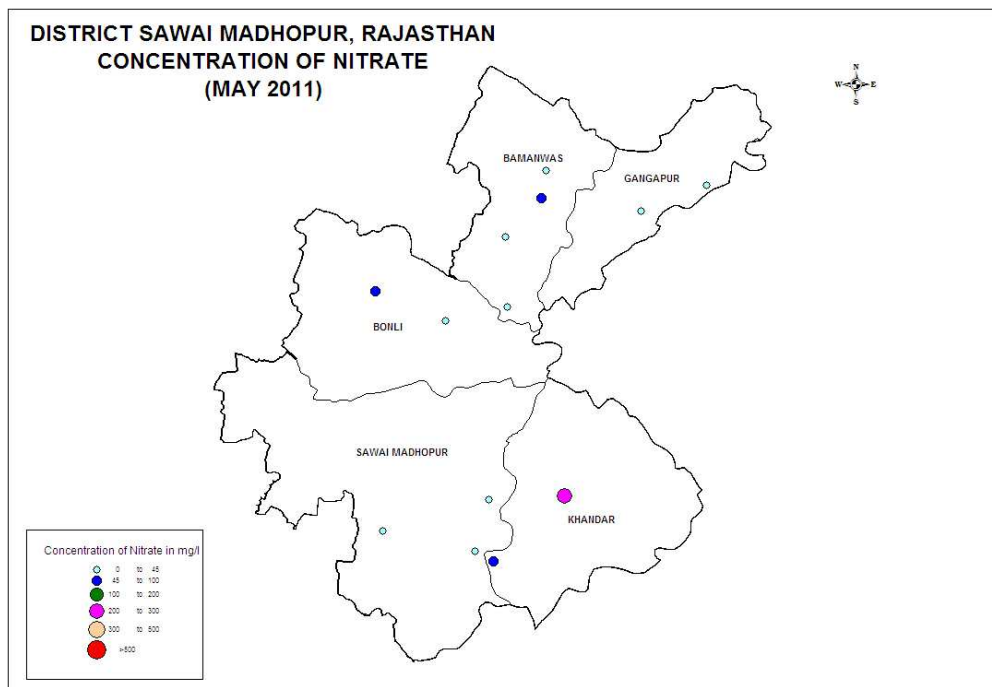 DISTRICT SAWAI MADHOPUR, RAJASTHAN
CONCENTRATION OF NITRATE
(MAY 2011)
N
W E
S
BAMANWAS
GANGAPUR
BONLI
SAWAI MADHOPUR
KHANDAR
Concentration of Nitrate in mg/l
0 to 45
45 to 100
100 to 200
200 to 300
300 to 500
>500